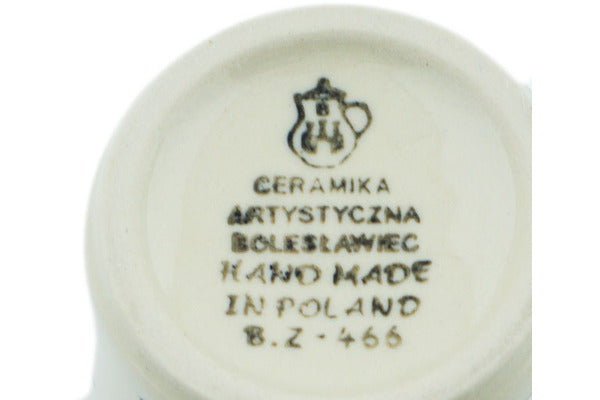 B
CERAMIKA
ARTYSTYCZNA
BOLESŁAWIEC
HAND MADE
IN POLAND
B.Z-466